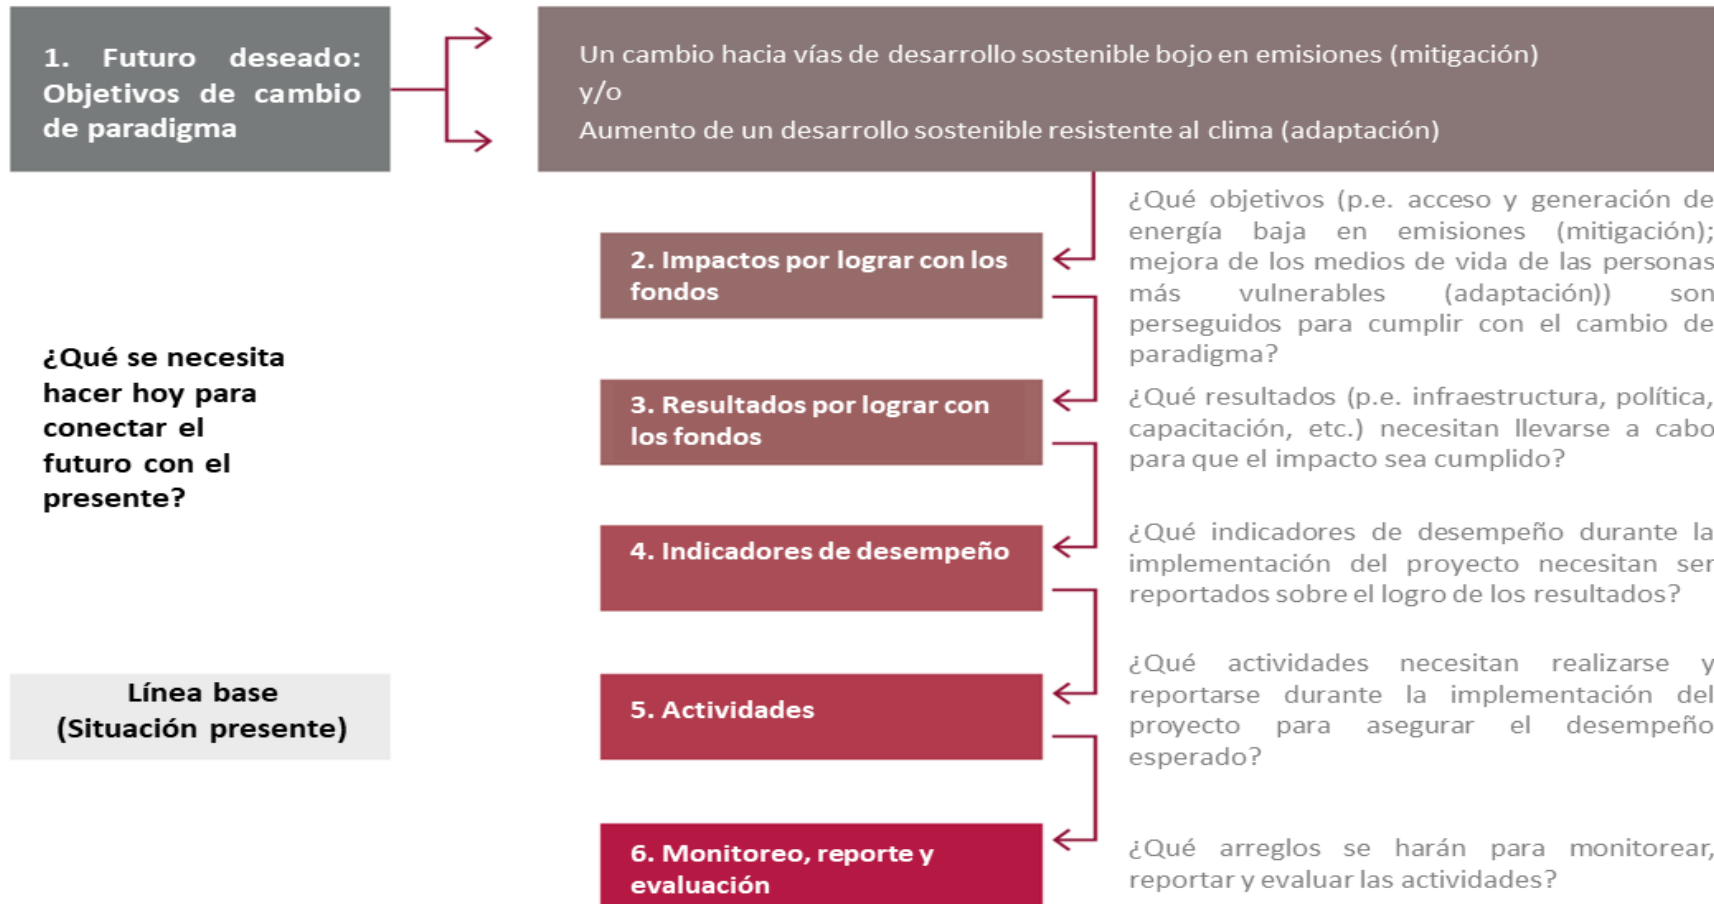 1. Futuro deseado:
Objetivos de cambio
de paradigma
Un cambio hacia vías de desarrollo sostenible bajo en emisiones (mitigación)
y/o
Aumento de un desarrollo sostenible resistente al clima (adaptación)
2. Impactos por lograr con los
fondos
¿Qué objetivos (p.e. acceso y generación de
energía baja en emisiones (mitigación);
mejora de los medios de vida de las personas
más vulnerables (adaptación)) son
perseguidos para cumplir con el cambio de
paradigma?
¿Qué se necesita
hacer hoy para
conectar el
futuro con el
presente?
3. Resultados por lograr con
los fondos
¿Qué resultados (p.e. infraestructura, política,
capacitación, etc.) necesitan llevarse a cabo
para que el impacto sea cumplido?
4. Indicadores de desempeño
¿Qué indicadores de desempeño durante la
implementación del proyecto necesitan ser
reportados sobre el logro de los resultados?
Línea base
(Situación presente)
5. Actividades
¿Qué actividades necesitan realizarse y
reportarse durante la implementación del
proyecto para asegurar el desempeño
esperado?
6. Monitoreo, reporte y
evaluación
¿Qué arreglos se harán para monitorear,
reportar y evaluar las actividades?